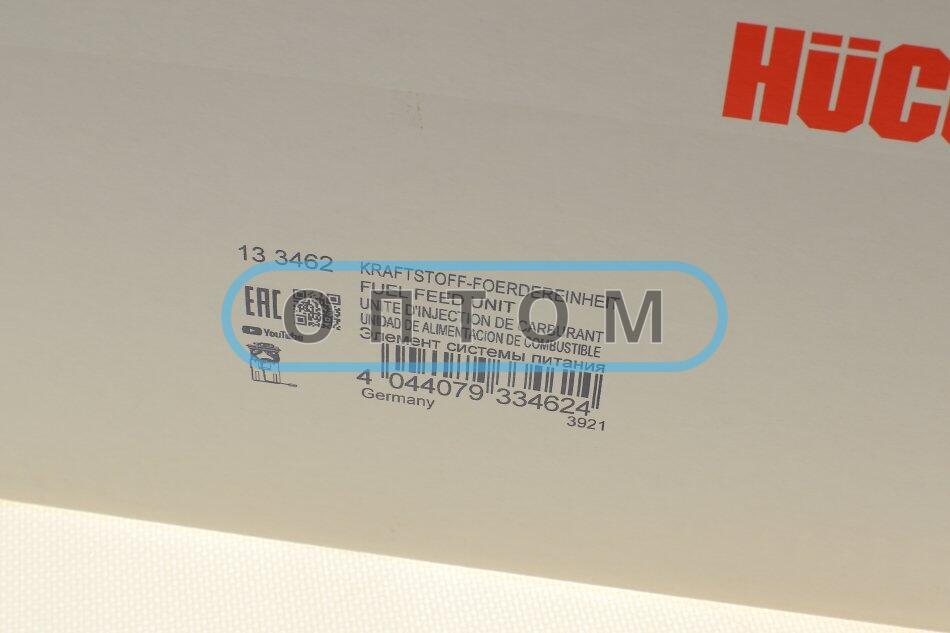 HÜC
13 3462
KRAFTSTOFF-FOERDEREINHEIT
FUEL FEED UNIT
UNITE D'INJECTION DE CARBURANT
UNIDAD DE ALIMENTACION DE COMBUSTIBLE
Элемент системы питания
EAC
YouTube
ОПТОМ
4 044079 334624
Germany
3921